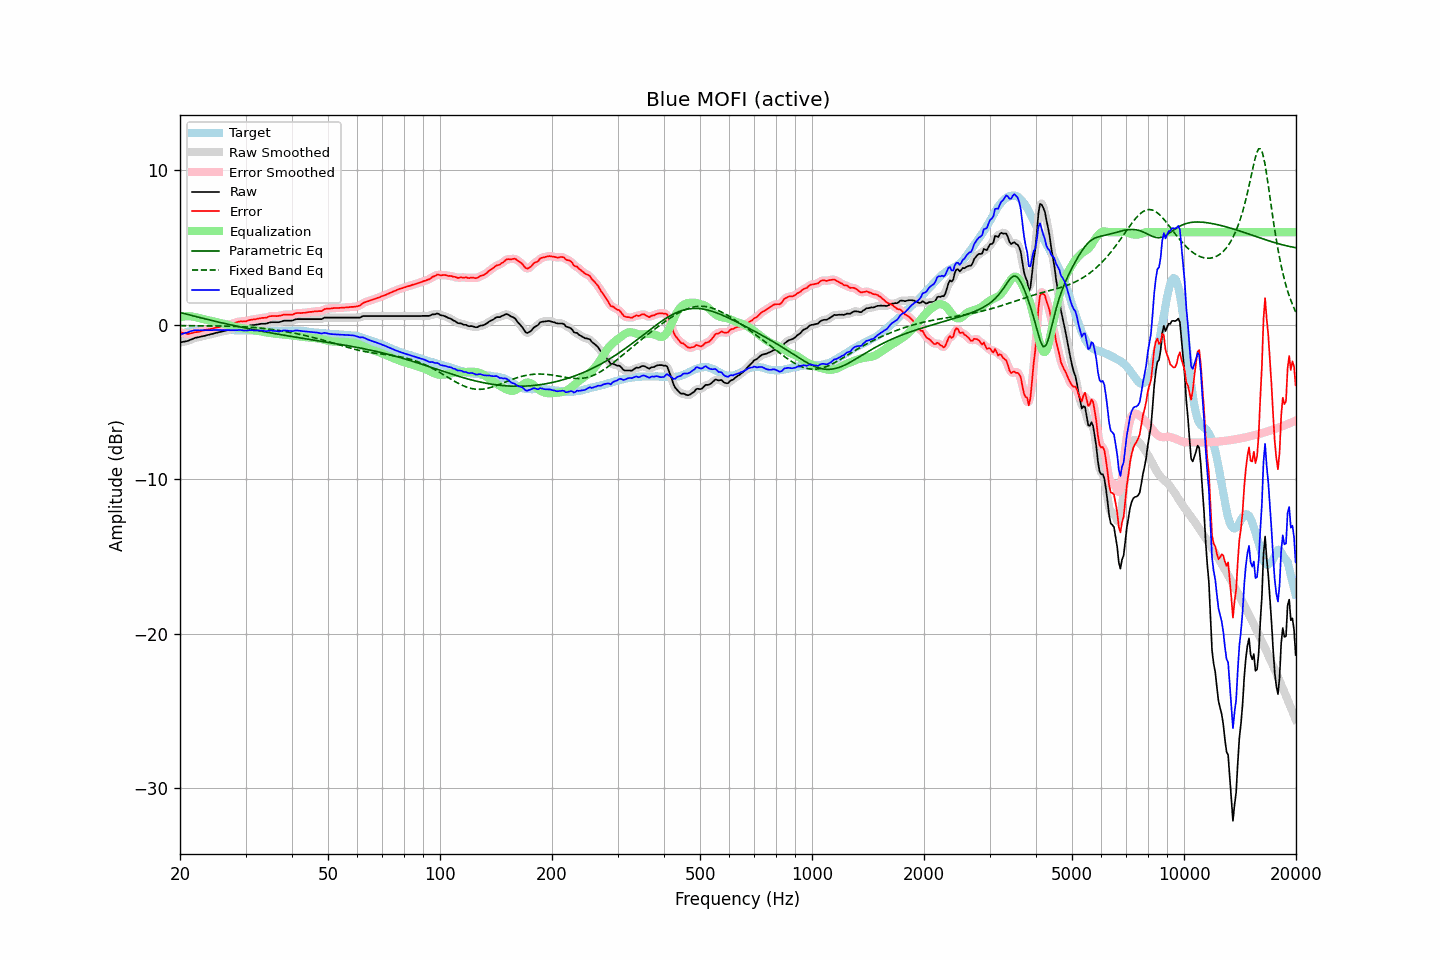 Blue MOFI (active)
Target
Raw Smoothed
Error Smoothed
Raw
Error
Equalization
Parametric Eq
Fixed Band Eq
Equalized
10
0
−10
−20
−30
Amplitude (dBr)
20 50 100 200 500 1000 2000 5000 10000 20000
Frequency (Hz)